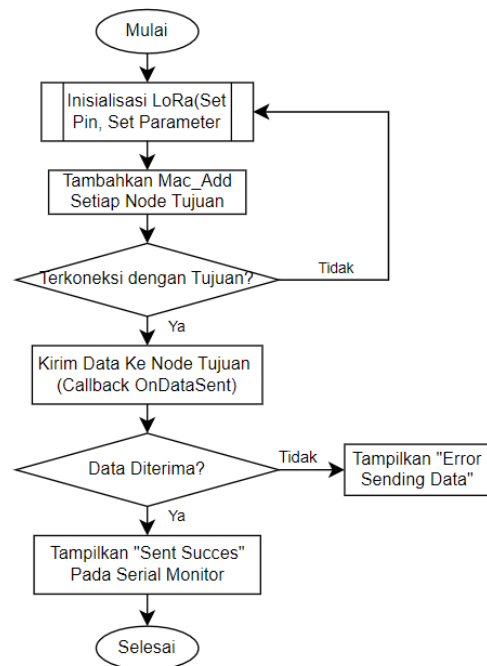 Mulai
Inisialisasi LoRa(Set
Pin, Set Parameter
Tambahkan Mac_Add
Setiap Node Tujuan
Terkoneksi dengan Tujuan?
Tidak
Ya
Kirim Data Ke Node Tujuan
(Callback OnDataSent)
Data Diterima?
Tidak
Tampilkan "Error
Sending Data"
Ya
Tampilkan "Sent Succes"
Pada Serial Monitor
Selesai